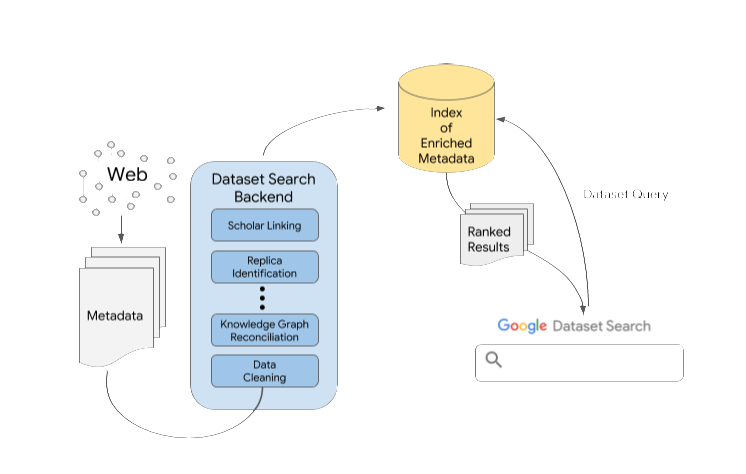 Web
Metadata
Dataset Search
Backend
Scholar Linking
Replica
Identification
Knowledge Graph
Reconciliation
Data
Cleaning
Index
of
Enriched
Metadata
Ranked
Results
Dataset Query
Google Dataset Search